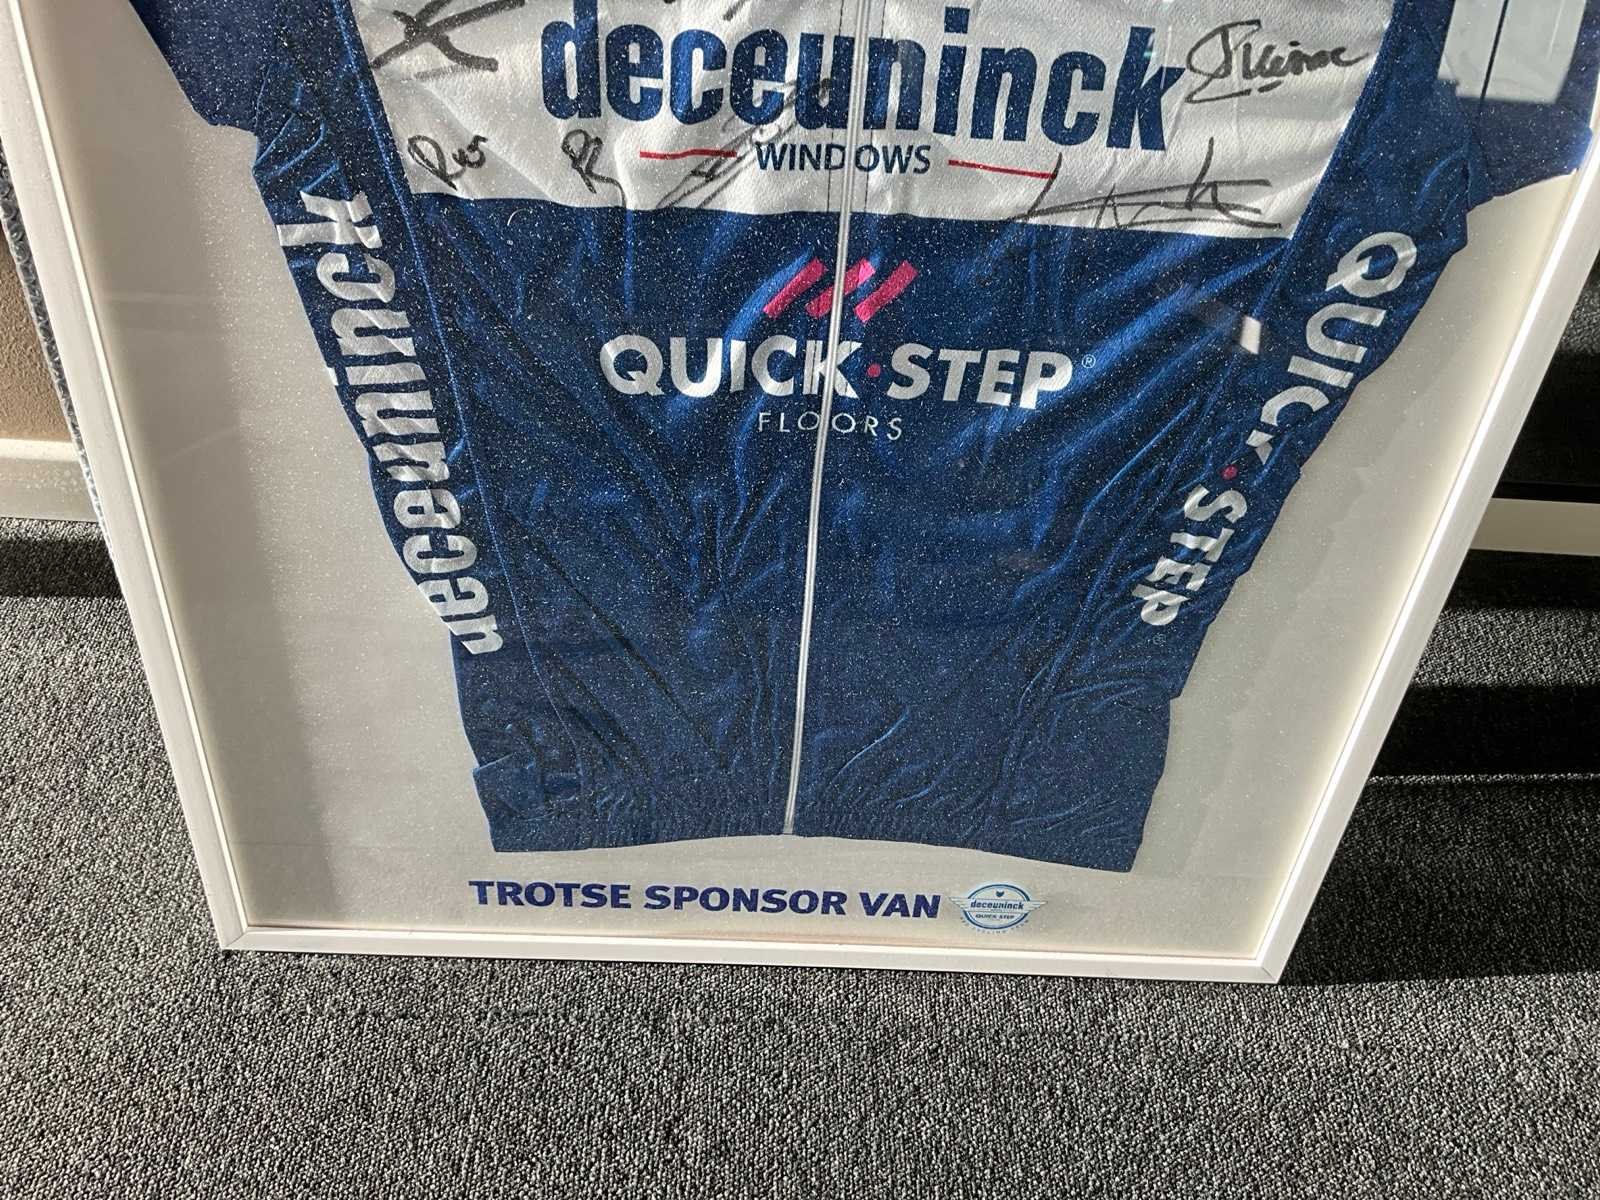 deceuninck
WINDOWS
QUICK·STEP®
FLOORS
deceuninck
QUICK·STEP®
TROTSE SPONSOR VAN
deceuninck
QUICK STEP